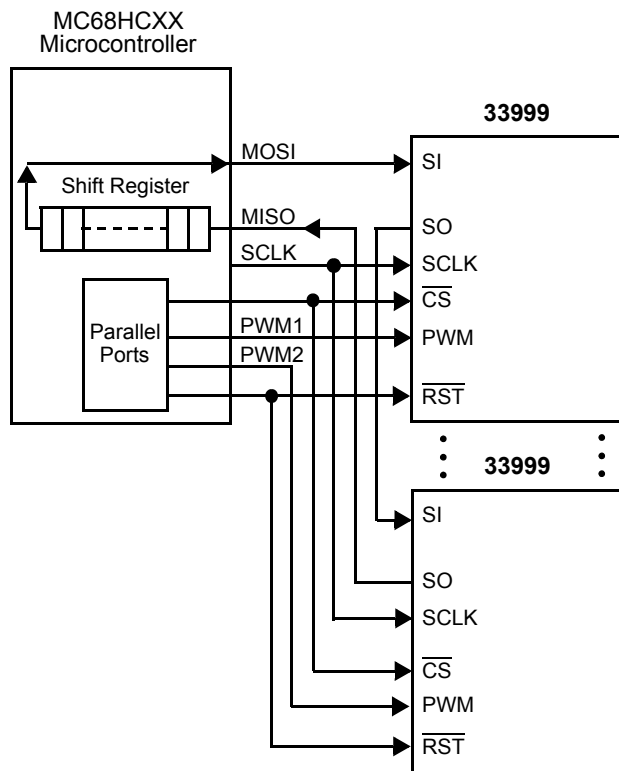 MC68HCXX
Microcontroller
33999
MOSI
SI
Shift Register
MISO
SO
SCLK
SCLK
CS
Parallel
Ports
PWM1
PWM
PWM2
RST
33999
SI
SO
SCLK
CS
PWM
RST